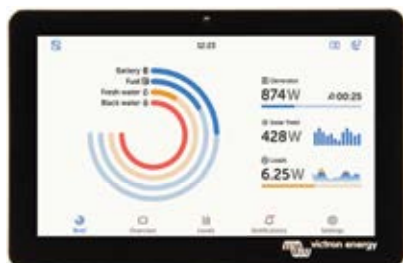 12:23
Battery
Fuel
Fresh water
Black water
Generator
874W
00:25
Solar Yield
428W
Loads
6.25W
Brief
Overview
Levels
Notifications
Settings
victron energy